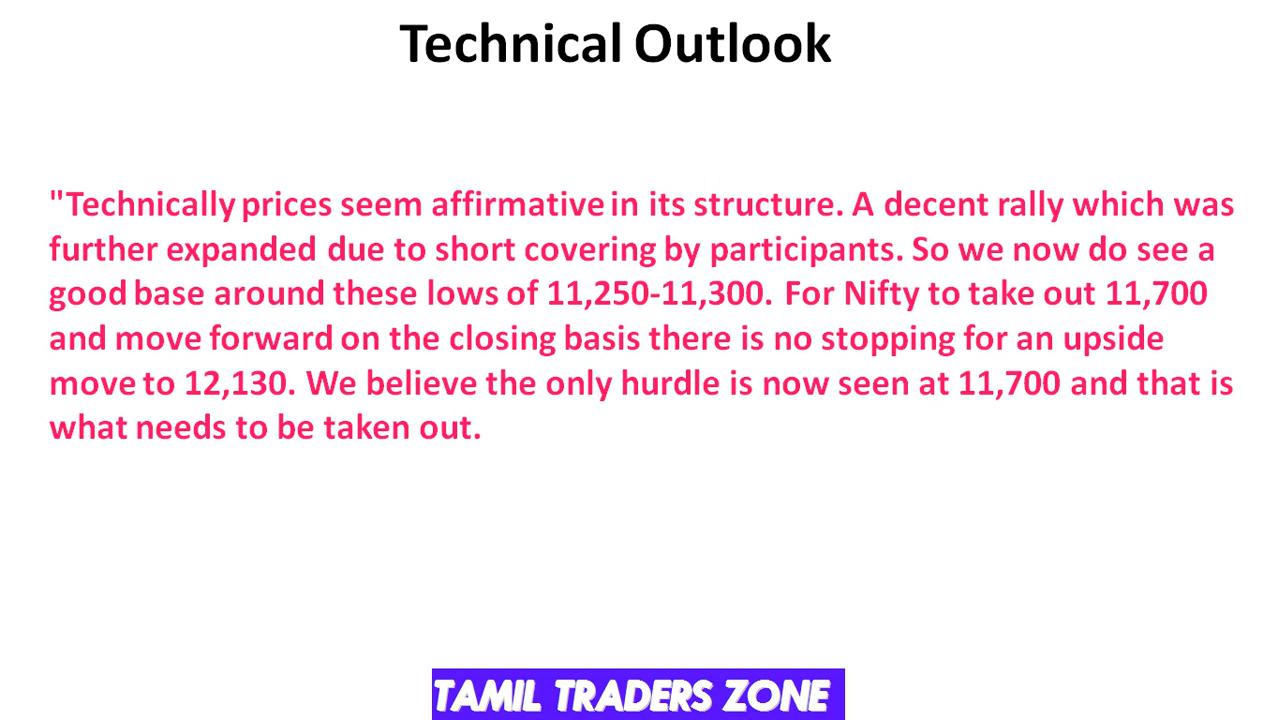 Technical Outlook
"Technically prices seem affirmative in its structure. A decent rally which was
further expanded due to short covering by participants. So we now do see a
good base around these lows of 11,250-11,300. For Nifty to take out 11,700
and move forward on the closing basis there is no stopping for an upside
move to 12,130. We believe the only hurdle is now seen at 11,700 and that is
what needs to be taken out.
TAMIL TRADERS ZONE